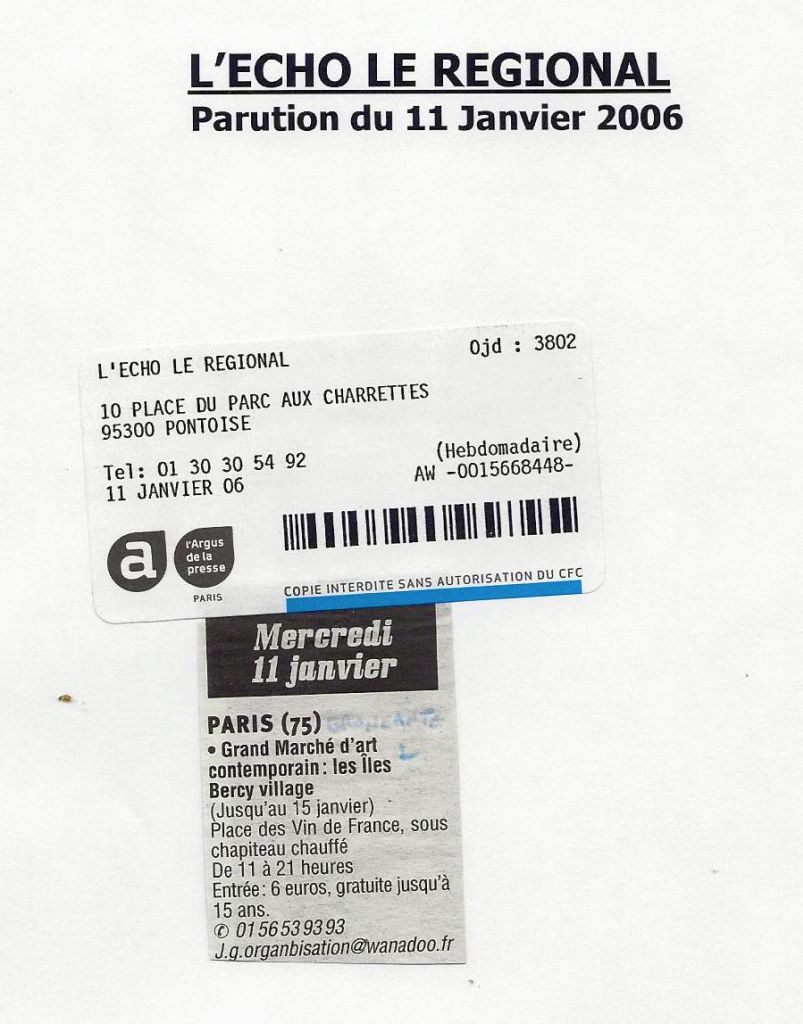 L'ECHO LE REGIONAL
Parution du 11 Janvier 2006
L'ECHO LE REGIONAL
Ojd : 3802
10 PLACE DU PARC AUX CHARRETTES
95300 PONTOISE
Tel: 01 30 30 54 92
(Hebdomadaire)
11 JANVIER 06
AW -0015668448-
a
l'Argus
de la
presse
PARIS
COPIE INTERDITE SANS AUTORISATION DU CFC
Mercredi
11 janvier
PARIS (75)
• Grand Marché d'art
contemporain : les Îles
Bercy village
(Jusqu'au 15 janvier)
Place des Vin de France, sous
chapiteau chauffé
De 11 à 21 heures
Entrée : 6 euros, gratuite jusqu'à
15 ans.
✆ 01 56 53 93 93
J.g.organbisation@wanadoo.fr